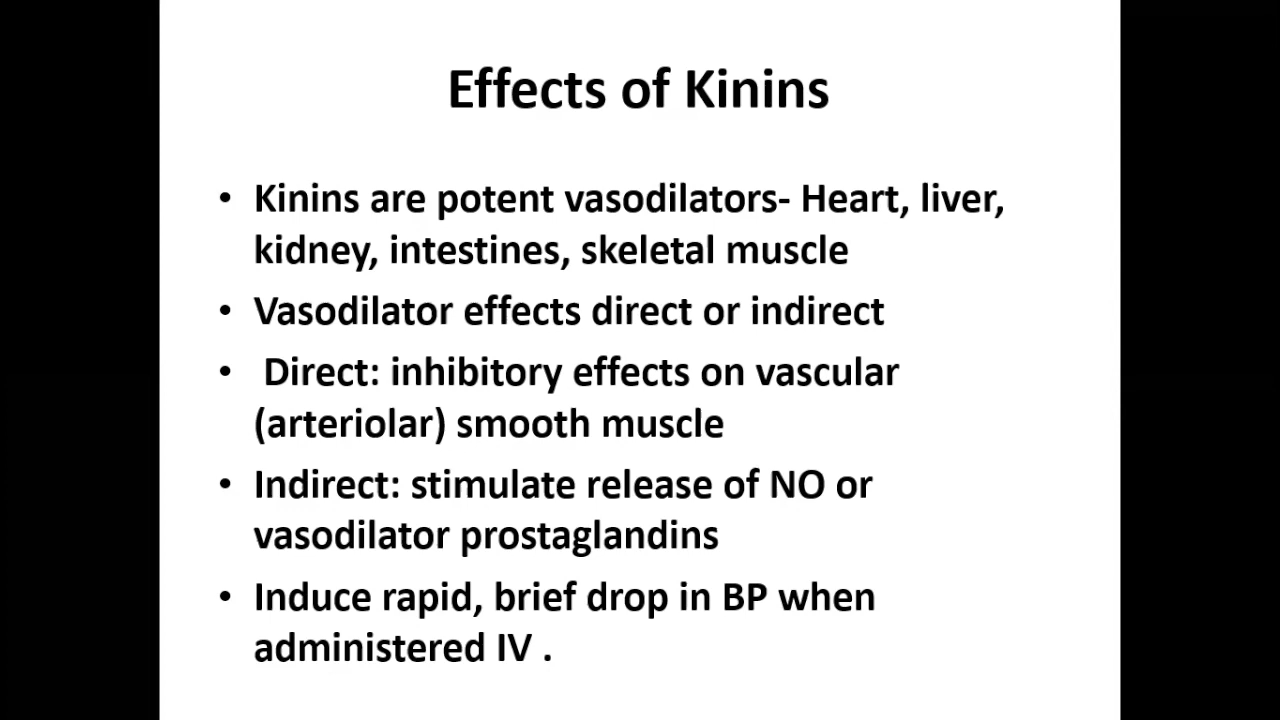 Effects of Kinins
• Kinins are potent vasodilators- Heart, liver,
kidney, intestines, skeletal muscle
• Vasodilator effects direct or indirect
• Direct: inhibitory effects on vascular
(arteriolar) smooth muscle
• Indirect: stimulate release of NO or
vasodilator prostaglandins
• Induce rapid, brief drop in BP when
administered IV .